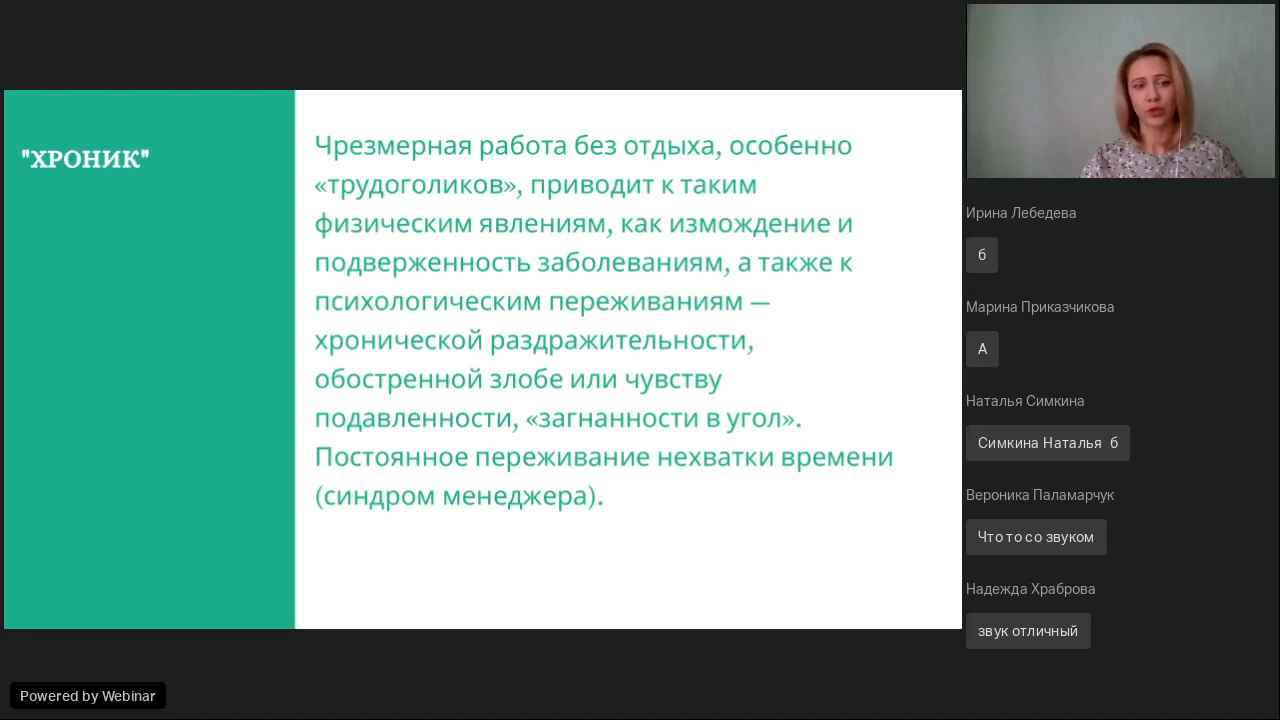 "ХРОНИК"
Чрезмерная работа без отдыха, особенно
«трудоголиков», приводит к таким
физическим явлениям, как измождение и
подверженность заболеваниям, а также к
психологическим переживаниям —
хронической раздражительности,
обостренной злобе или чувству
подавленности, «загнанности в угол».
Постоянное переживание нехватки времени
(синдром менеджера).
Ирина Лебедева
б
Марина Приказчикова
А
Наталья Симкина
Симкина Наталья б
Вероника Паламарчук
Что то со звуком
Надежда Храброва
звук отличный
Powered by Webinar